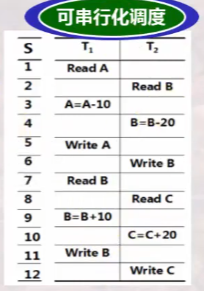 可串行化调度
S T₁ T₂
1 Read A
2 Read B
3 A=A-10
4 B=B-20
5 Write A
6 Write B
7 Read B
8 Read C
9 B=B+10
10 C=C+20
11 Write B
12 Write C